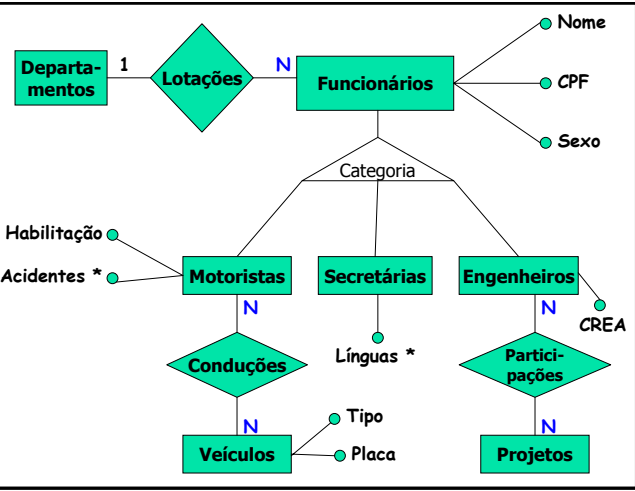 Nome
Departa-
mentos
1
Lotações
N
Funcionários
CPF
Sexo
Categoria
Habilitação
Acidentes *
Motoristas
Secretárias
Engenheiros
N
N
CREA
Línguas *
Conduções
Partici-
pações
Tipo
N
N
Veículos
Placa
Projetos